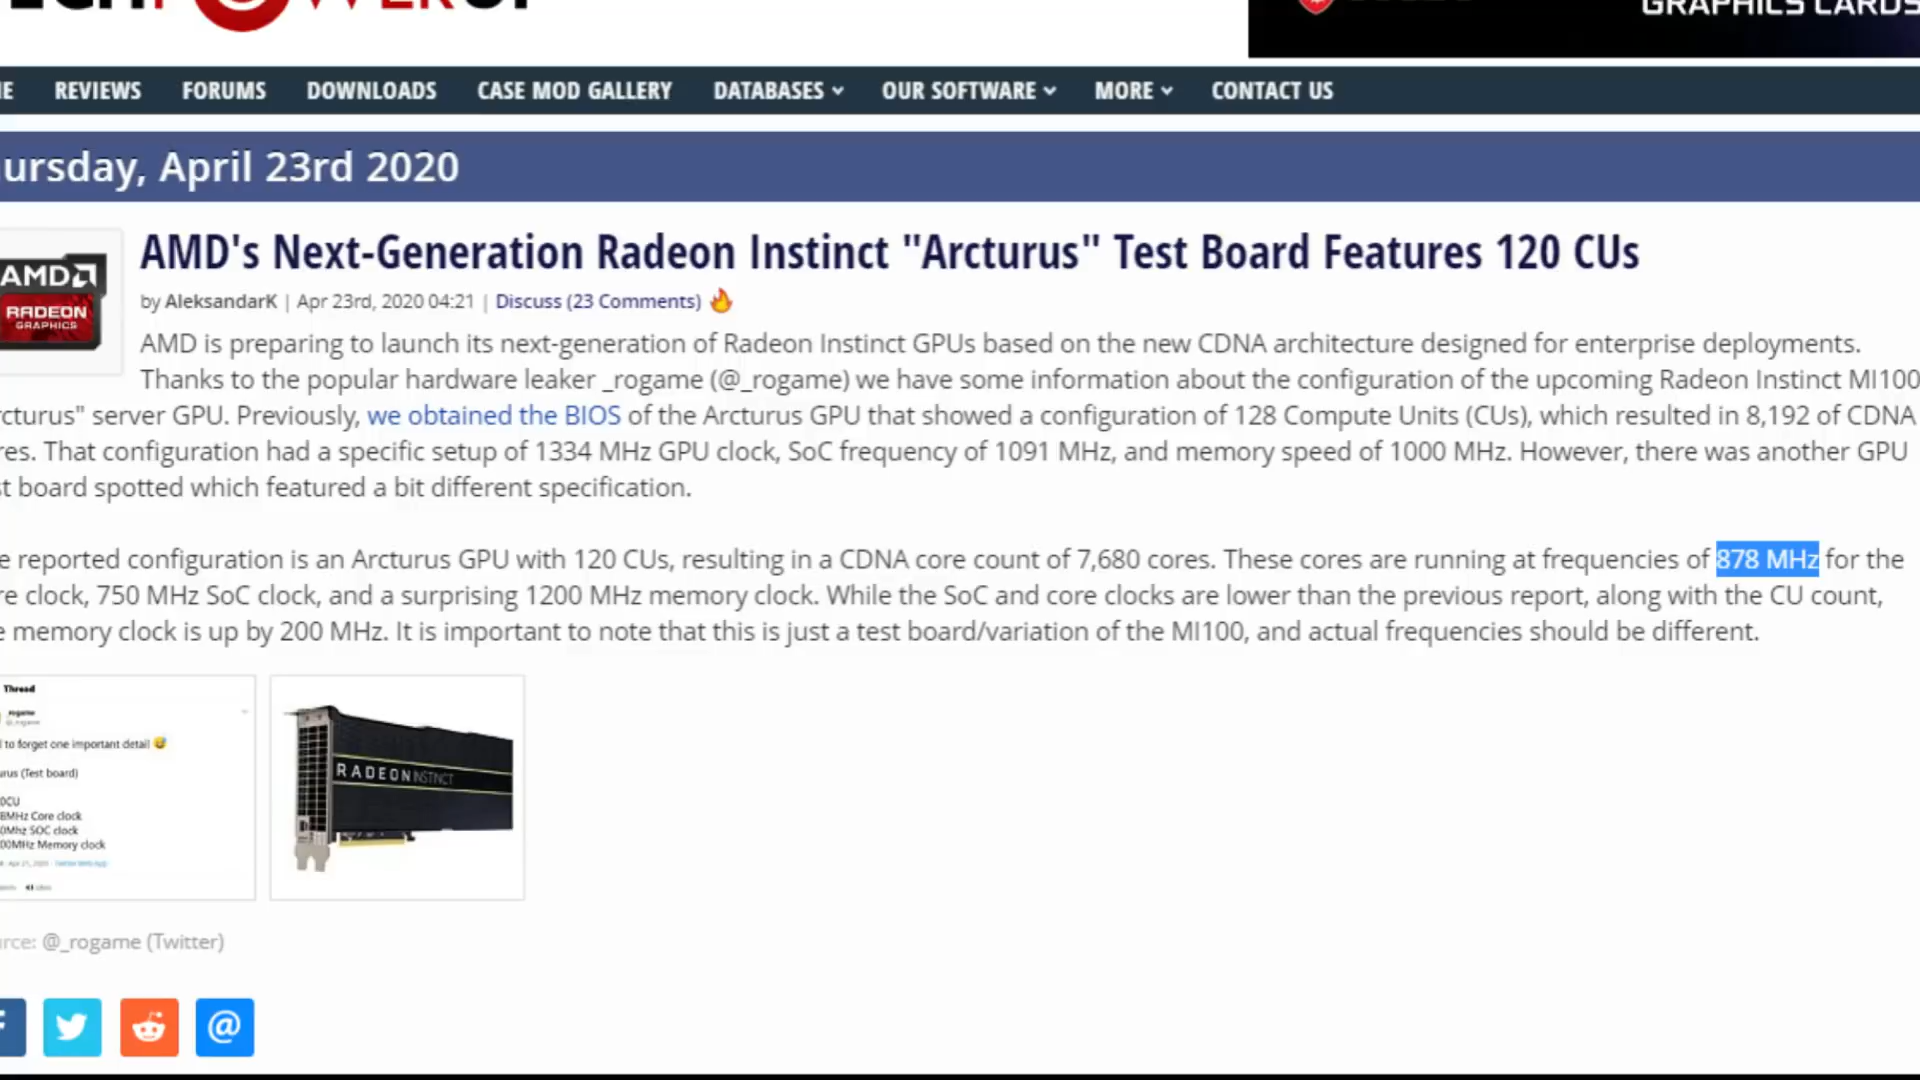 GRAPHICS CARDS
REVIEWS FORUMS DOWNLOADS CASE MOD GALLERY DATABASES OUR SOFTWARE MORE CONTACT US
ursday, April 23rd 2020
AMD's Next-Generation Radeon Instinct "Arcturus" Test Board Features 120 CUs
by AleksandarK | Apr 23rd, 2020 04:21 | Discuss (23 Comments)
AMD is preparing to launch its next-generation of Radeon Instinct GPUs based on the new CDNA architecture designed for enterprise deployments.
Thanks to the popular hardware leaker _rogame (@_rogame) we have some information about the configuration of the upcoming Radeon Instinct MI100
rcturus" server GPU. Previously, we obtained the BIOS of the Arcturus GPU that showed a configuration of 128 Compute Units (CUs), which resulted in 8,192 of CDNA
res. That configuration had a specific setup of 1334 MHz GPU clock, SoC frequency of 1091 MHz, and memory speed of 1000 MHz. However, there was another GPU
t board spotted which featured a bit different specification.
e reported configuration is an Arcturus GPU with 120 CUs, resulting in a CDNA core count of 7,680 cores. These cores are running at frequencies of 878 MHz for the
re clock, 750 MHz SoC clock, and a surprising 1200 MHz memory clock. While the SoC and core clocks are lower than the previous report, along with the CU count,
e memory clock is up by 200 MHz. It is important to note that this is just a test board/variation of the MI100, and actual frequencies should be different.
AMD
RADEON
GRAPHICS
Thread
rogame
@_rogame
to forget one important detail
urus (Test board)
0CU
8MHz Core clock
0Mhz SOC clock
00MHz Memory clock
Apr 21, 2020 Twitter Web App
RADEON INSTINCT
urce: @_rogame (Twitter)